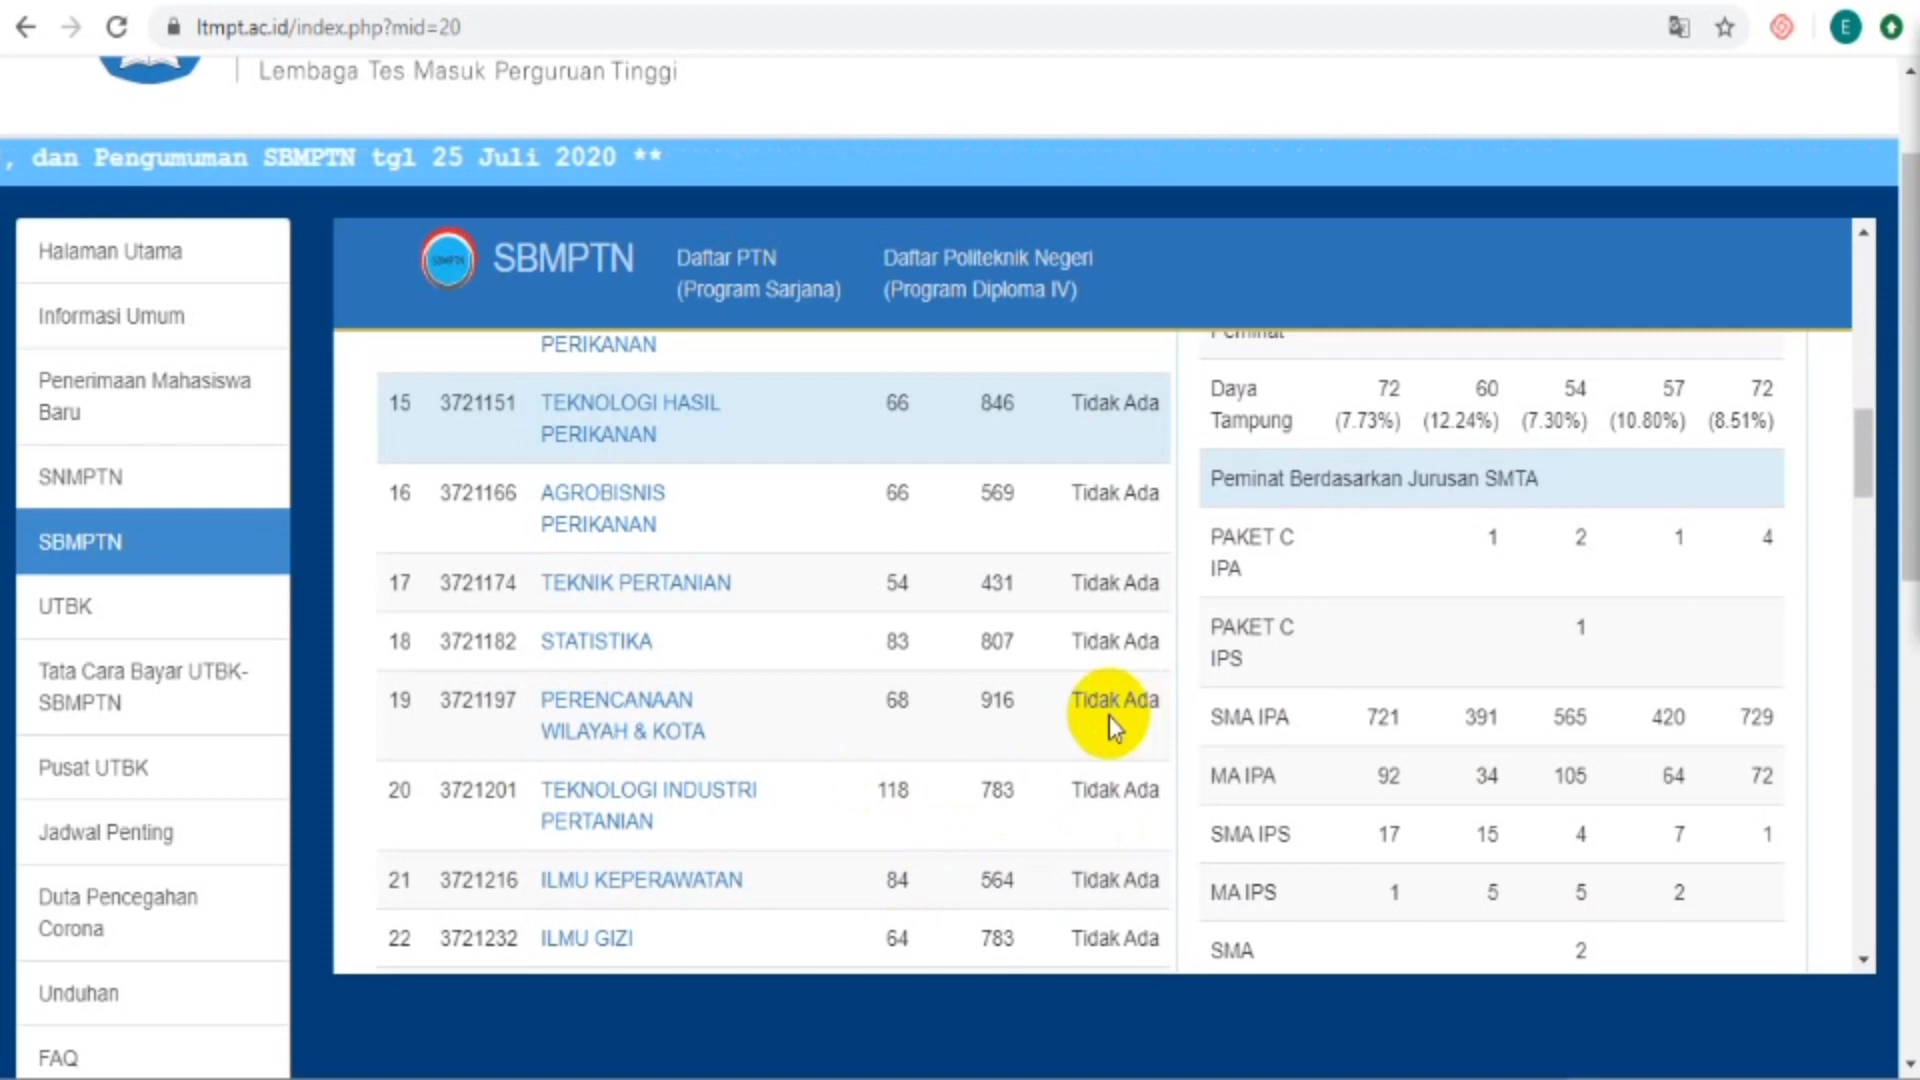 ltmpt.ac.id/index.php?mid=20
E
Lembaga Tes Masuk Perguruan Tinggi
, dan Pengumuman SBMPTN tgl 25 Juli 2020 **
Halaman Utama
Informasi Umum
Penerimaan Mahasiswa
Baru
SNMPTN
SBMPTN
UTBK
Tata Cara Bayar UTBK-
SBMPTN
Pusat UTBK
Jadwal Penting
Duta Pencegahan
Corona
Unduhan
FAQ
SBMPTN
SBMPTN
Daftar PTN
(Program Sarjana)
Daftar Politeknik Negeri
(Program Diploma IV)
PERIKANAN
15 3721151 TEKNOLOGI HASIL 66 846 Tidak Ada
PERIKANAN
16 3721166 AGROBISNIS 66 569 Tidak Ada
PERIKANAN
17 3721174 TEKNIK PERTANIAN 54 431 Tidak Ada
18 3721182 STATISTIKA 83 807 Tidak Ada
19 3721197 PERENCANAAN 68 916 Tidak Ada
WILAYAH & KOTA
20 3721201 TEKNOLOGI INDUSTRI 118 783 Tidak Ada
PERTANIAN
21 3721216 ILMU KEPERAWATAN 84 564 Tidak Ada
22 3721232 ILMU GIZI 64 783 Tidak Ada
Peminat
Daya 72 60 54 57 72
Tampung (7.73%) (12.24%) (7.30%) (10.80%) (8.51%)
Peminat Berdasarkan Jurusan SMTA
PAKET C 1 2 1 4
IPA
PAKET C 1
IPS
SMA IPA 721 391 565 420 729
MA IPA 92 34 105 64 72
SMA IPS 17 15 4 7 1
MA IPS 1 5 5 2
SMA 2